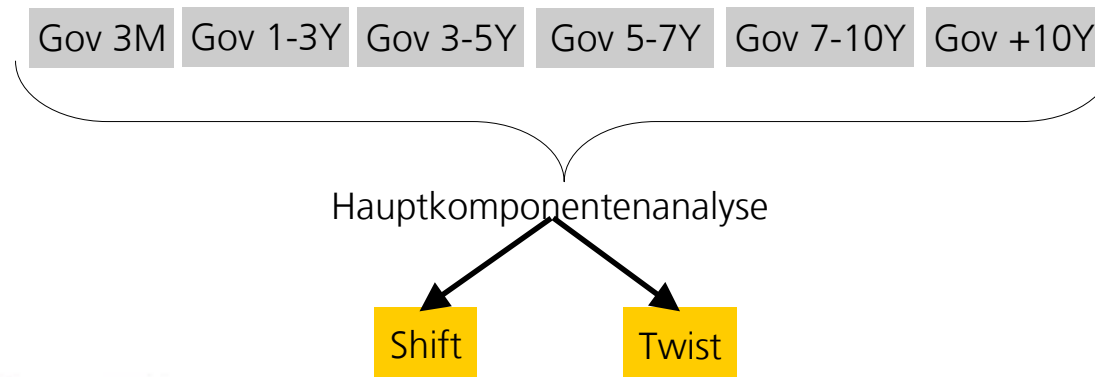 Gov 3M Gov 1-3Y Gov 3-5Y Gov 5-7Y Gov 7-10Y Gov +10Y
Hauptkomponentenanalyse
Shift Twist